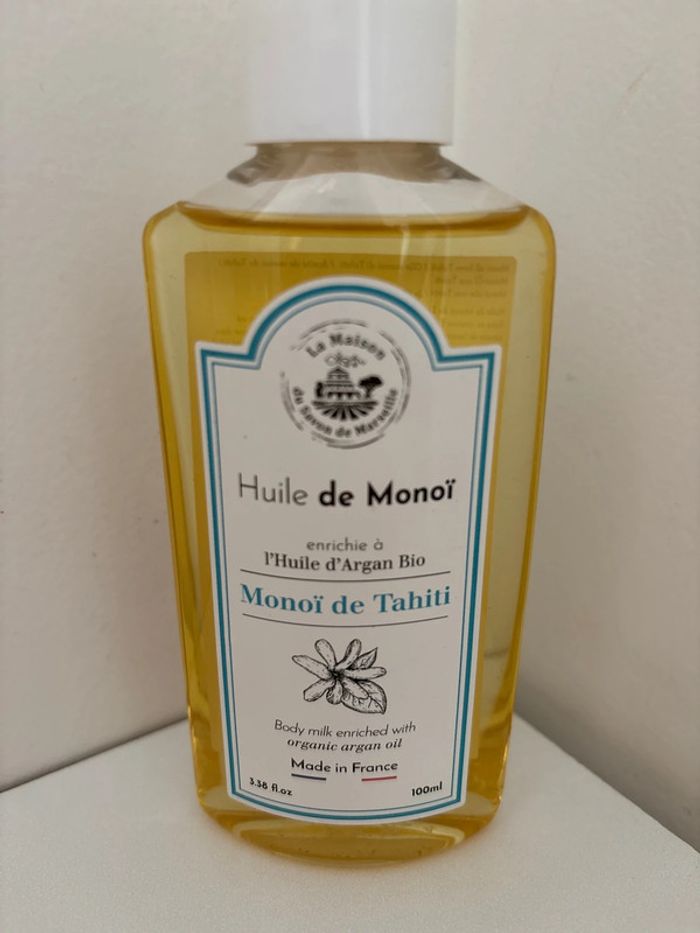 La Maison
du Savon de Marseille
Huile de Monoï
enrichie à
l'Huile d'Argan Bio
Monoï de Tahiti
Body milk enriched with
organic argan oil
Made in France
3.38 fl.oz
100ml